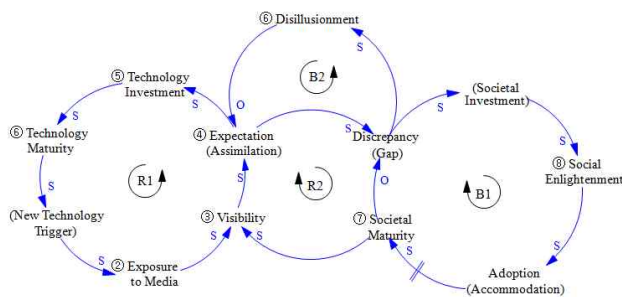 ⑥ Disillusionment
S
B2
⑤ Technology
Investment
S
S
O
(Societal
Investment)
S
S
⑥ Technology
Maturity
S
④ Expectation
(Assimilation)
S
Discrepancy
(Gap)
S
⑧ Social
Enlightenment
R1
S
R2
O
B1
(New Technology
Trigger)
③ Visibility
⑦ Societal
Maturity
S
S
S
S
S
S
② Exposure
to Media
Adoption
(Accommodation)